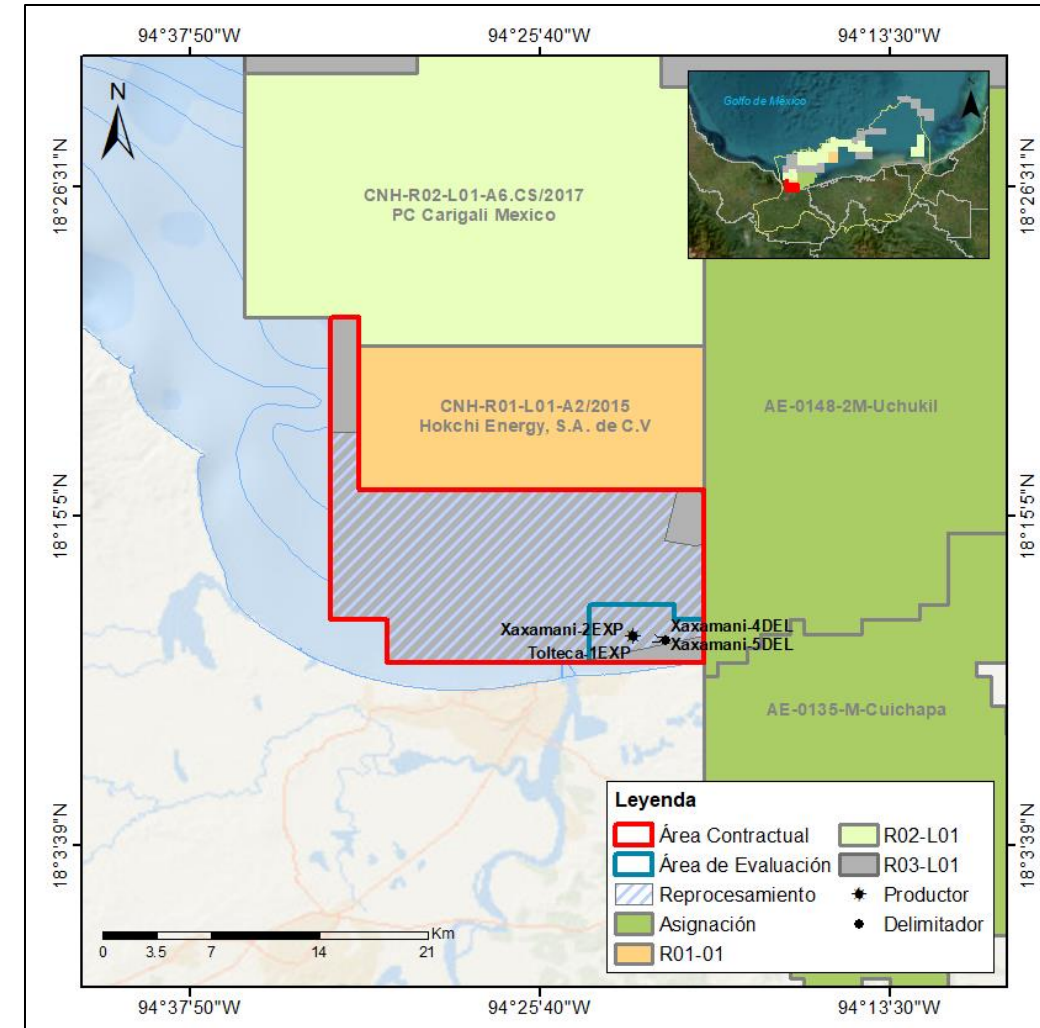 94°37'50"W
94°25'40"W
94°13'30"W
N
Golfo de México
18°26'31"N
18°26'31"N
CNH-R02-L01-A6.CS/2017
PC Carigali Mexico
CNH-R01-L01-A2/2015
Hokchi Energy, S.A. de C.V
AE-0148-2M-Uchukil
18°15'5"N
18°15'5"N
Xaxamani-2EXP
Xaxamani-4DEL
Tolteca-1EXP
Xaxamani-5DEL
AE-0135-M-Cuichapa
18°3'39"N
18°3'39"N
Leyenda
Área Contractual
R02-L01
Área de Evaluación
R03-L01
Reprocesamiento
Productor
Asignación
Delimitador
R01-01
Km
0 3.5 7 14 21
94°37'50"W
94°25'40"W
94°13'30"W